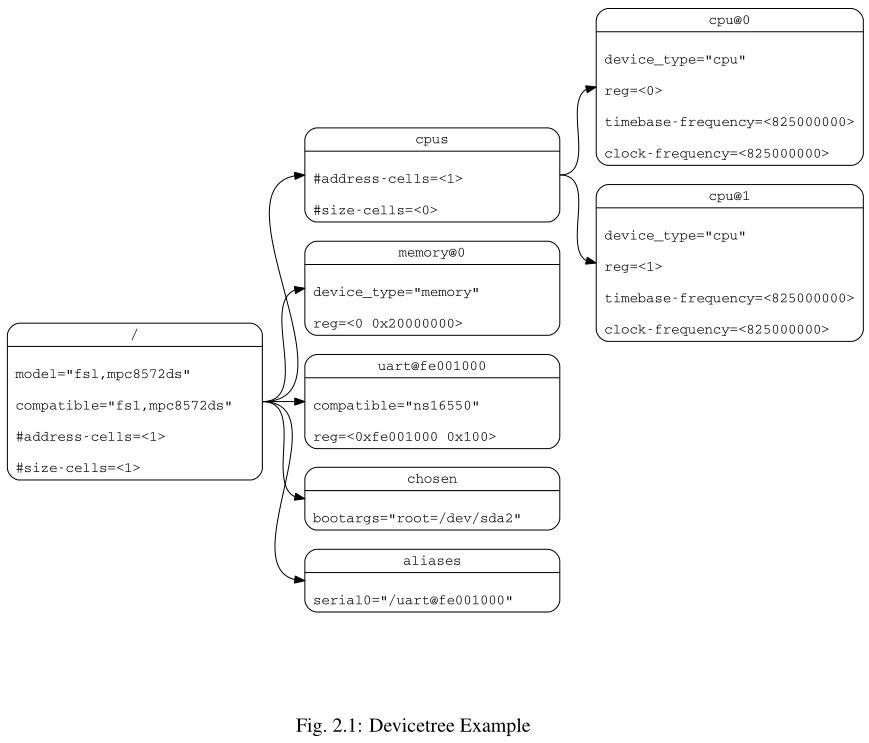 /
model="fsl,mpc8572ds"
compatible="fsl,mpc8572ds"
#address-cells=<1>
#size-cells=<1>
cpus
#address-cells=<1>
#size-cells=<0>
memory@0
device_type="memory"
reg=<0 0x20000000>
uart@fe001000
compatible="ns16550"
reg=<0xfe001000 0x100>
chosen
bootargs="root=/dev/sda2"
aliases
serial0="/uart@fe001000"
cpu@0
device_type="cpu"
reg=<0>
timebase-frequency=<825000000>
clock-frequency=<825000000>
cpu@1
device_type="cpu"
reg=<1>
timebase-frequency=<825000000>
clock-frequency=<825000000>
Fig. 2.1: Devicetree Example